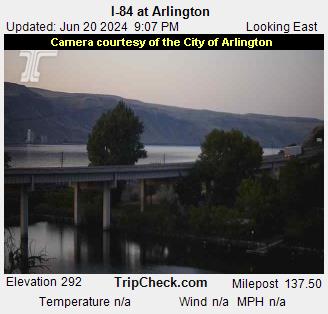 I-84 at Arlington
Updated: Jun 20 2024 9:07 PM Looking East
Camera courtesy of the City of Arlington
Elevation 292 TripCheck.com Milepost 137.50
Temperature n/a Wind n/a MPH n/a